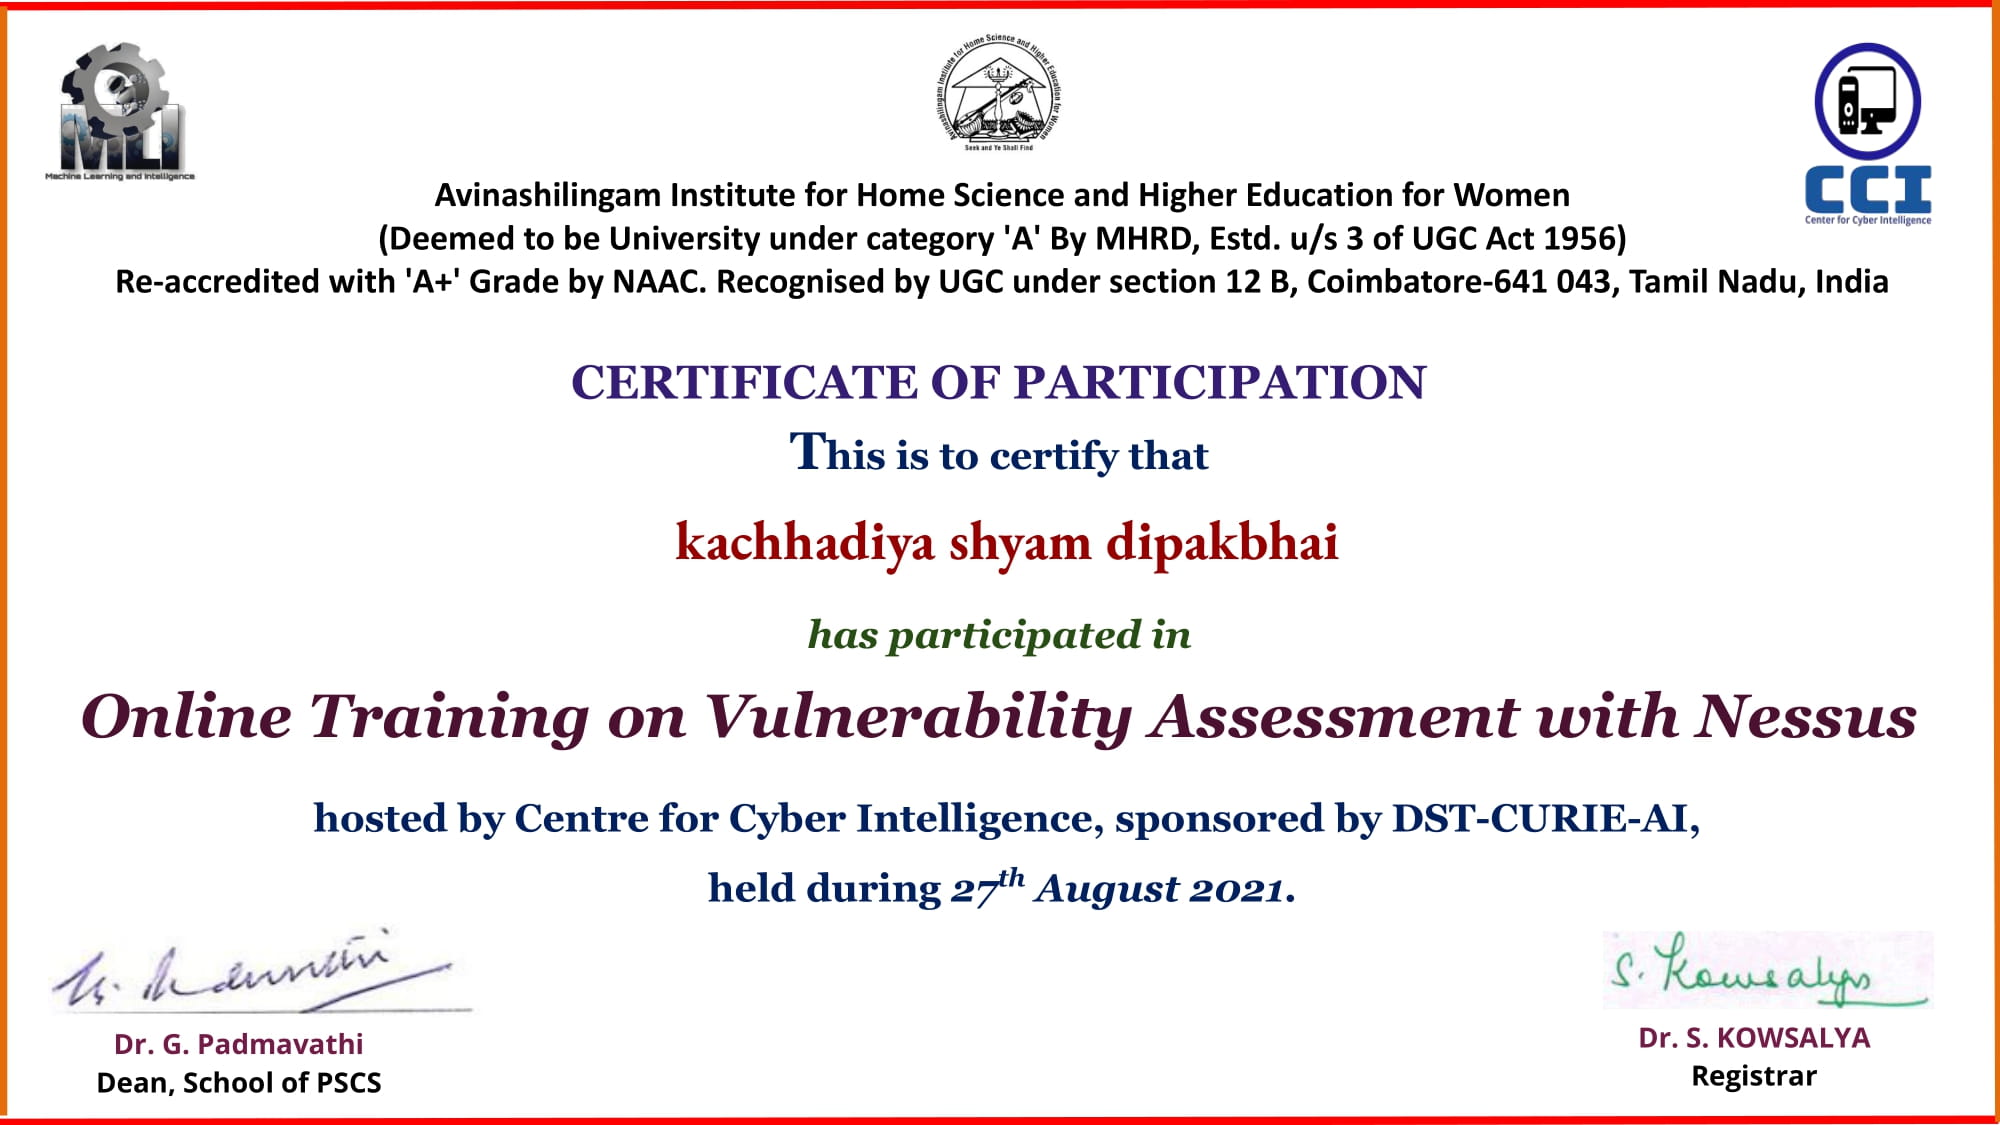 MLI
Machine Learning and Intelligence
Avinashilingam Institute for Home Science and Higher Education for Women
Seek and Ye Shall Find
CCI
Center for Cyber Intelligence
Avinashilingam Institute for Home Science and Higher Education for Women
(Deemed to be University under category 'A' By MHRD, Estd. u/s 3 of UGC Act 1956)
Re-accredited with 'A+' Grade by NAAC. Recognised by UGC under section 12 B, Coimbatore-641 043, Tamil Nadu, India
CERTIFICATE OF PARTICIPATION
This is to certify that
kachhadiya shyam dipakbhai
has participated in
Online Training on Vulnerability Assessment with Nessus
hosted by Centre for Cyber Intelligence, sponsored by DST-CURIE-AI,
held during 27th August 2021.
S. Kowsalya
Dr. G. Padmavathi
Dean, School of PSCS
Dr. S. KOWSALYA
Registrar